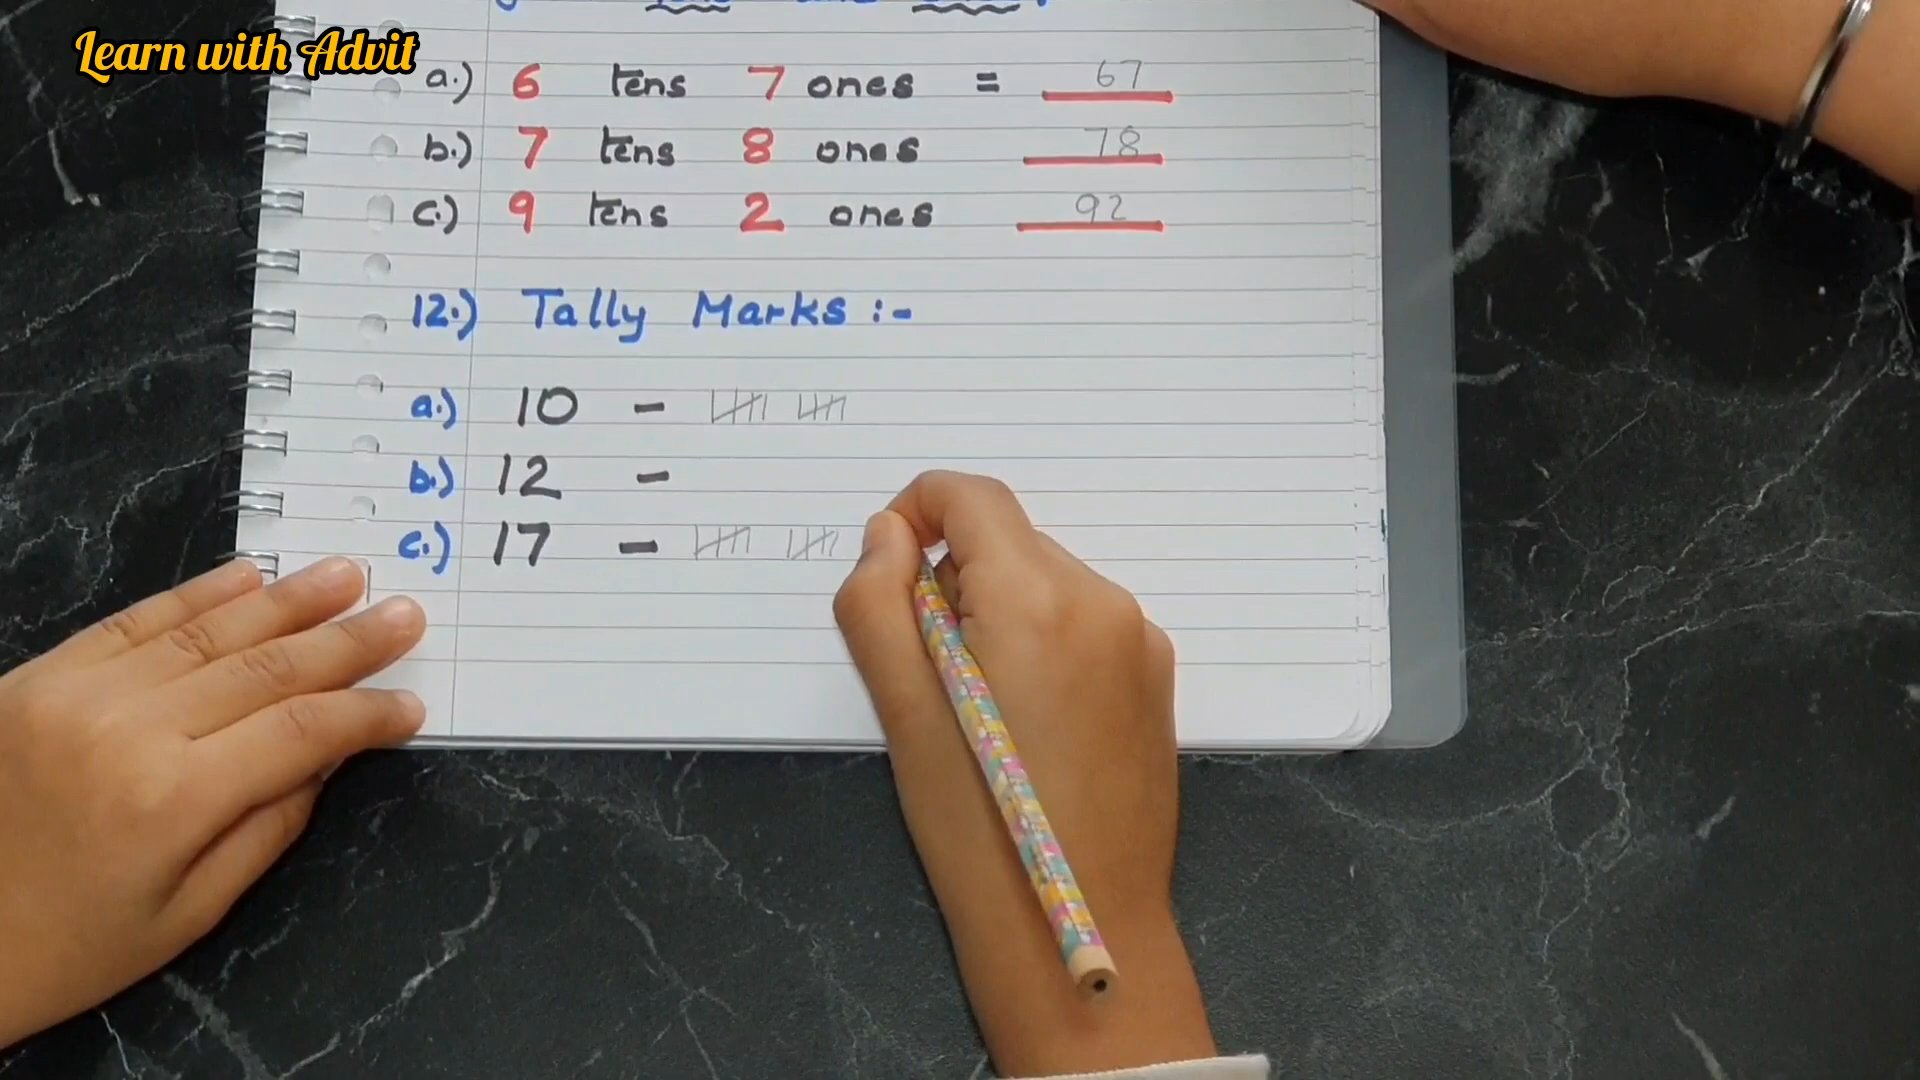 Learn with Advit
a.) 6 tens 7 ones = 67
b.) 7 tens 8 ones 78
c.) 9 tens 2 ones 92
12.) Tally Marks :-
a.) 10 -
b.) 12 -
c.) 17 -